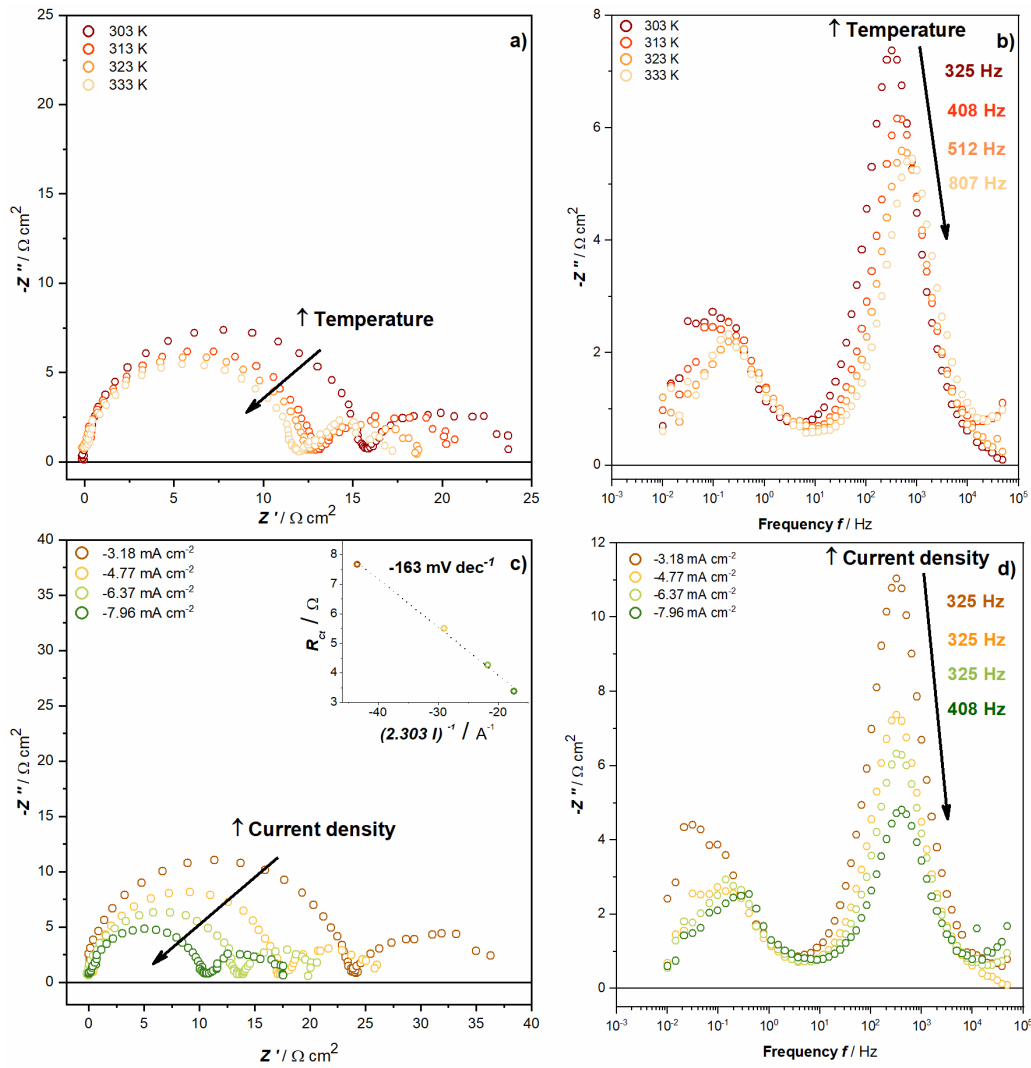 a)
303 K
313 K
323 K
333 K
↑ Temperature
-Z '' / Ω cm²
25
20
15
10
5
0
0 5 10 15 20 25
Z ' / Ω cm²
b)
303 K
313 K
323 K
333 K
↑ Temperature
325 Hz
408 Hz
512 Hz
807 Hz
-Z '' / Ω cm²
-8
6
4
2
0
10⁻³ 10⁻² 10⁻¹ 10⁰ 10¹ 10² 10³ 10⁴ 10⁵
Frequency f / Hz
c)
-3.18 mA cm⁻²
-4.77 mA cm⁻²
-6.37 mA cm⁻²
-7.96 mA cm⁻²
-163 mV dec⁻¹
R꜀ₜ / Ω
8
7
6
5
4
3
-40 -30 -20
(2.303 I) ⁻¹ / A⁻¹
↑ Current density
-Z '' / Ω cm²
40
35
30
25
20
15
10
5
0
0 5 10 15 20 25 30 35 40
Z ' / Ω cm²
d)
-3.18 mA cm⁻²
-4.77 mA cm⁻²
-6.37 mA cm⁻²
-7.96 mA cm⁻²
↑ Current density
325 Hz
325 Hz
325 Hz
408 Hz
-Z '' / Ω cm²
12
10
8
6
4
2
0
10⁻³ 10⁻² 10⁻¹ 10⁰ 10¹ 10² 10³ 10⁴ 10⁵
Frequency f / Hz